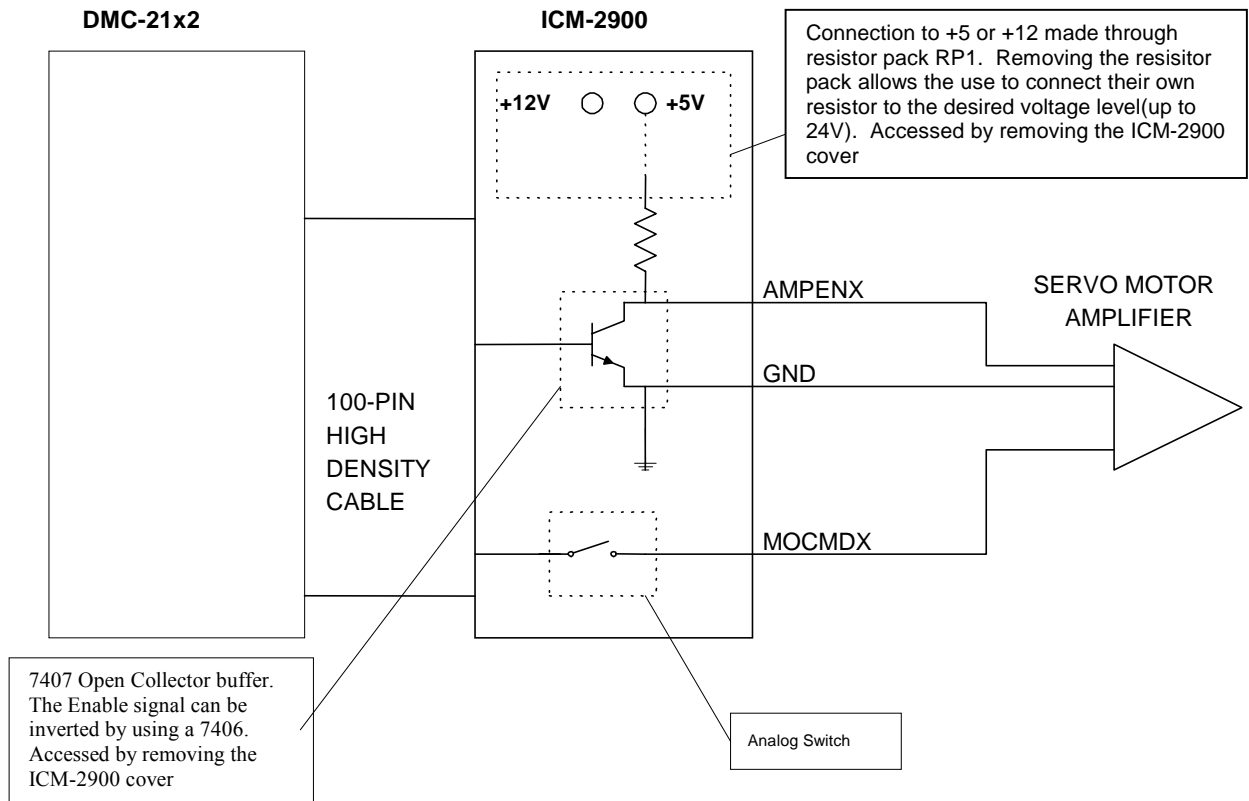 DMC-21x2
ICM-2900
Connection to +5 or +12 made through
resistor pack RP1. Removing the resisitor
pack allows the use to connect their own
resistor to the desired voltage level(up to
24V). Accessed by removing the ICM-2900
cover
+12V
+5V
AMPENX
SERVO MOTOR
AMPLIFIER
GND
100-PIN
HIGH
DENSITY
CABLE
MOCMDX
7407 Open Collector buffer.
The Enable signal can be
inverted by using a 7406.
Accessed by removing the
ICM-2900 cover
Analog Switch